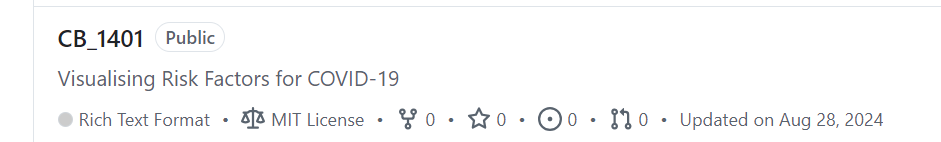 CB_1401 Public
Visualising Risk Factors for COVID-19
Rich Text Format • MIT License • 0 • 0 • 0 • 0 • Updated on Aug 28, 2024